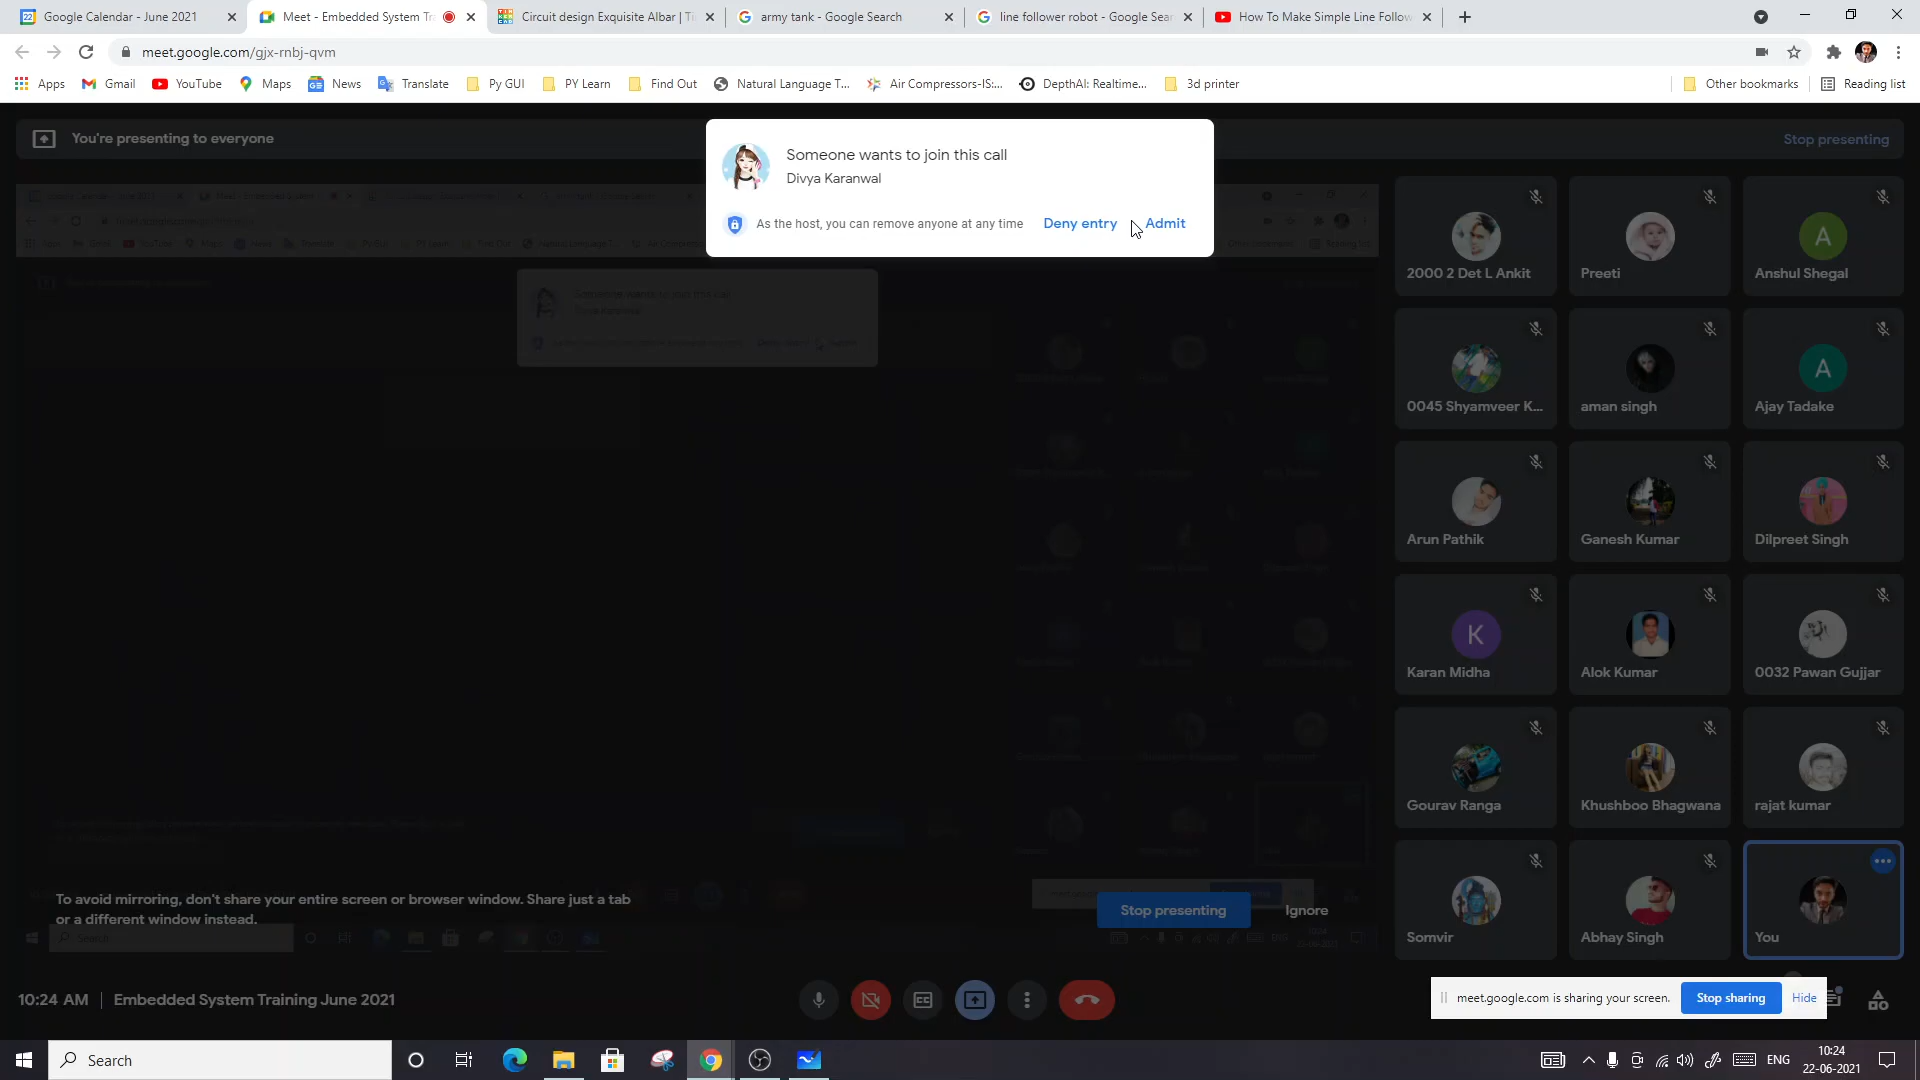 Google Calendar - June 2021
Meet - Embedded System Tr
Circuit design Exquisite Albar | Ti
army tank - Google Search
line follower robot - Google Sear
How To Make Simple Line Follow
meet.google.com/gjx-rnbj-qvm
Apps
Gmail
YouTube
Maps
News
Translate
Py GUI
PY Learn
Find Out
Natural Language T...
Air Compressors-IS:...
DepthAI: Realtime...
3d printer
Other bookmarks
Reading list
You're presenting to everyone
Stop presenting
Someone wants to join this call
Divya Karanwal
As the host, you can remove anyone at any time
Deny entry
Admit
2000 2 Det L Ankit
Preeti
A
Anshul Shegal
0045 Shyamveer K...
aman singh
A
Ajay Tadake
Arun Pathik
Ganesh Kumar
Dilpreet Singh
K
Karan Midha
Alok Kumar
0032 Pawan Gujjar
Gourav Ranga
Khushboo Bhagwana
rajat kumar
Somvir
Abhay Singh
You
To avoid mirroring, don't share your entire screen or browser window. Share just a tab
or a different window instead.
Stop presenting
Ignore
10:24 AM | Embedded System Training June 2021
meet.google.com is sharing your screen.
Stop sharing
Hide
Search
ENG
10:24
22-06-2021